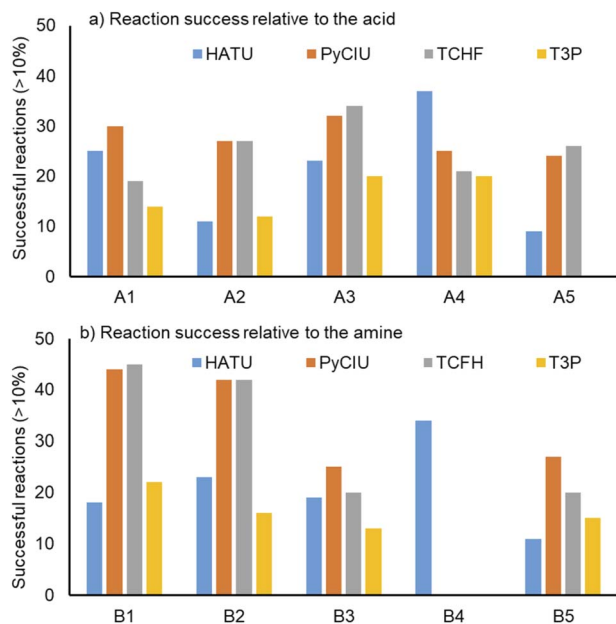 a) Reaction success relative to the acid
HATU PyClU TCHF T3P
Successful reactions (>10%)
50
40
30
20
10
0
A1 A2 A3 A4 A5
b) Reaction success relative to the amine
HATU PyClU TCFH T3P
Successful reactions (>10%)
50
40
30
20
10
0
B1 B2 B3 B4 B5